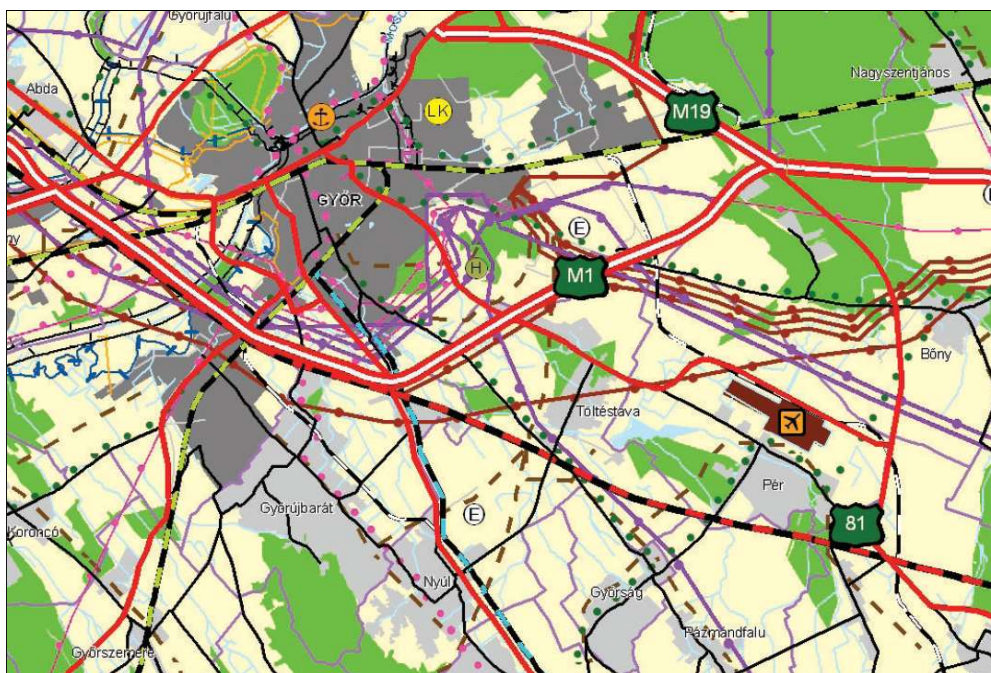 Győrújfalu
Abda
Nagyszentjános
LK
M19
GYŐR
E
H
M1
Bőny
Töltéstava
Pér
81
Győrújbarát
E
Koroncó
Nyúl
Győrság
Pázmándfalu
Győrszemere